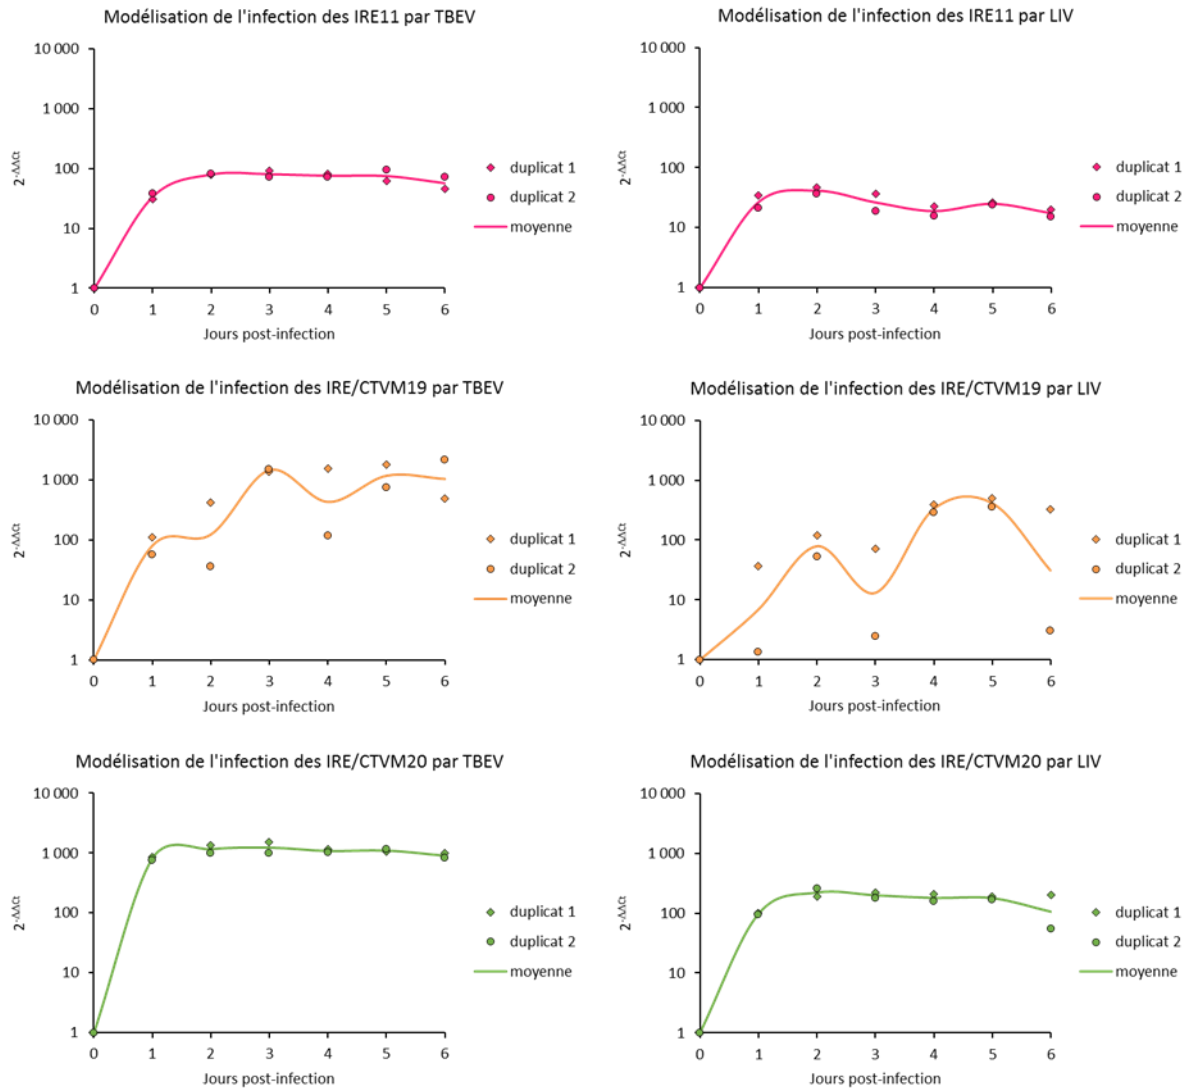 Modélisation de l'infection des IRE11 par TBEV
10 000
1 000
100
10
1
2-ΔΔCt
0 1 2 3 4 5 6
Jours post-infection
duplicat 1
duplicat 2
moyenne
Modélisation de l'infection des IRE11 par LIV
10 000
1 000
100
10
1
2-ΔΔCt
0 1 2 3 4 5 6
Jours post-infection
duplicat 1
duplicat 2
moyenne
Modélisation de l'infection des IRE/CTVM19 par TBEV
10 000
1 000
100
10
1
2-ΔΔCt
0 1 2 3 4 5 6
Jours post-infection
duplicat 1
duplicat 2
moyenne
Modélisation de l'infection des IRE/CTVM19 par LIV
10 000
1 000
100
10
1
2-ΔΔCt
0 1 2 3 4 5 6
Jours post-infection
duplicat 1
duplicat 2
moyenne
Modélisation de l'infection des IRE/CTVM20 par TBEV
10 000
1 000
100
10
1
2-ΔΔCt
0 1 2 3 4 5 6
Jours post-infection
duplicat 1
duplicat 2
moyenne
Modélisation de l'infection des IRE/CTVM20 par LIV
10 000
1 000
100
10
1
2-ΔΔCt
0 1 2 3 4 5 6
Jours post-infection
duplicat 1
duplicat 2
moyenne